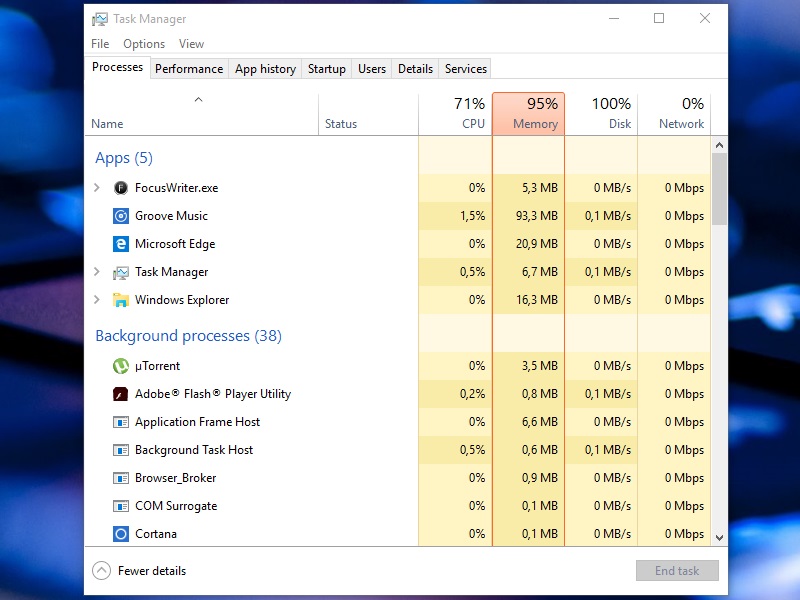 Task Manager
File Options View
Processes Performance App history Startup Users Details Services
71% 95% 100% 0%
Name Status CPU Memory Disk Network
Apps (5)
FocusWriter.exe 0% 5,3 MB 0 MB/s 0 Mbps
Groove Music 1,5% 93,3 MB 0,1 MB/s 0 Mbps
Microsoft Edge 0% 20,9 MB 0 MB/s 0 Mbps
Task Manager 0,5% 6,7 MB 0,1 MB/s 0 Mbps
Windows Explorer 0% 16,3 MB 0 MB/s 0 Mbps
Background processes (38)
µTorrent 0% 3,5 MB 0 MB/s 0 Mbps
Adobe® Flash® Player Utility 0,2% 0,8 MB 0,1 MB/s 0 Mbps
Application Frame Host 0% 6,6 MB 0 MB/s 0 Mbps
Background Task Host 0,5% 0,6 MB 0,1 MB/s 0 Mbps
Browser_Broker 0% 0,9 MB 0 MB/s 0 Mbps
COM Surrogate 0% 0,1 MB 0 MB/s 0 Mbps
Cortana 0% 0,1 MB 0 MB/s 0 Mbps
Fewer details End task